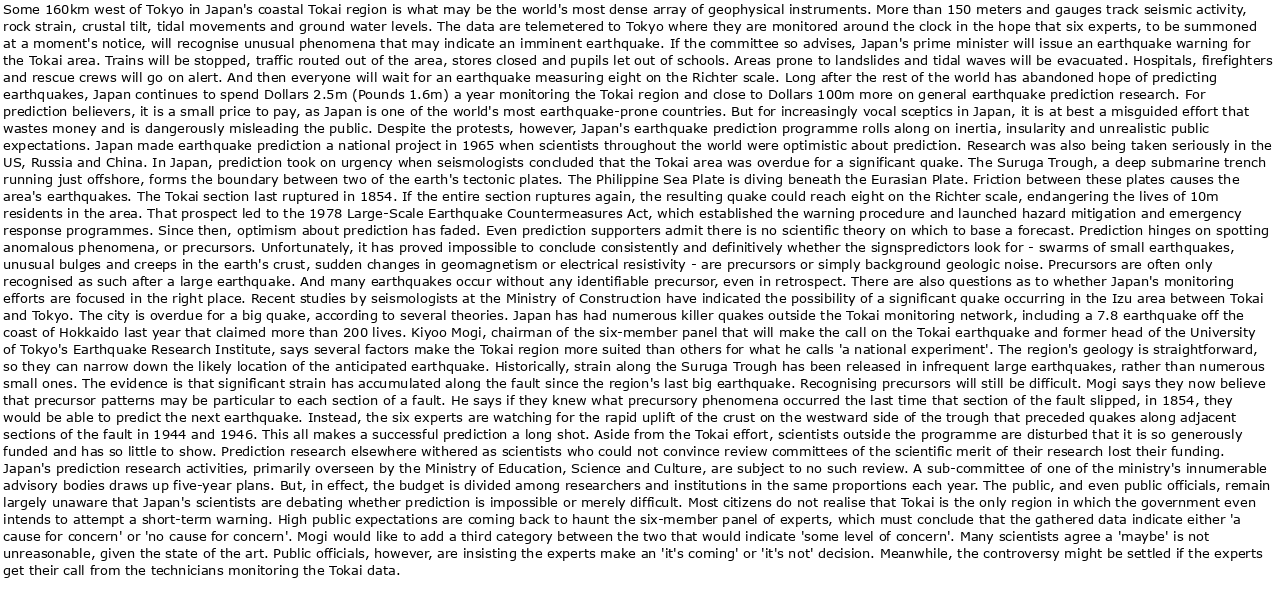 Some 160km west of Tokyo in Japan's coastal Tokai region is what may be the world's most dense array of geophysical instruments. More than 150 meters and gauges track seismic activity,
rock strain, crustal tilt, tidal movements and ground water levels. The data are telemetered to Tokyo where they are monitored around the clock in the hope that six experts, to be summoned
at a moment's notice, will recognise unusual phenomena that may indicate an imminent earthquake. If the committee so advises, Japan's prime minister will issue an earthquake warning for
the Tokai area. Trains will be stopped, traffic routed out of the area, stores closed and pupils let out of schools. Areas prone to landslides and tidal waves will be evacuated. Hospitals, firefighters
and rescue crews will go on alert. And then everyone will wait for an earthquake measuring eight on the Richter scale. Long after the rest of the world has abandoned hope of predicting
earthquakes, Japan continues to spend Dollars 2.5m (Pounds 1.6m) a year monitoring the Tokai region and close to Dollars 100m more on general earthquake prediction research. For
prediction believers, it is a small price to pay, as Japan is one of the world's most earthquake-prone countries. But for increasingly vocal sceptics in Japan, it is at best a misguided effort that
wastes money and is dangerously misleading the public. Despite the protests, however, Japan's earthquake prediction programme rolls along on inertia, insularity and unrealistic public
expectations. Japan made earthquake prediction a national project in 1965 when scientists throughout the world were optimistic about prediction. Research was also being taken seriously in the
US, Russia and China. In Japan, prediction took on urgency when seismologists concluded that the Tokai area was overdue for a significant quake. The Suruga Trough, a deep submarine trench
running just offshore, forms the boundary between two of the earth's tectonic plates. The Philippine Sea Plate is diving beneath the Eurasian Plate. Friction between these plates causes the
area's earthquakes. The Tokai section last ruptured in 1854. If the entire section ruptures again, the resulting quake could reach eight on the Richter scale, endangering the lives of 10m
residents in the area. That prospect led to the 1978 Large-Scale Earthquake Countermeasures Act, which established the warning procedure and launched hazard mitigation and emergency
response programmes. Since then, optimism about prediction has faded. Even prediction supporters admit there is no scientific theory on which to base a forecast. Prediction hinges on spotting
anomalous phenomena, or precursors. Unfortunately, it has proved impossible to conclude consistently and definitively whether the signspredictors look for - swarms of small earthquakes,
unusual bulges and creeps in the earth's crust, sudden changes in geomagnetism or electrical resistivity - are precursors or simply background geologic noise. Precursors are often only
recognised as such after a large earthquake. And many earthquakes occur without any identifiable precursor, even in retrospect. There are also questions as to whether Japan's monitoring
efforts are focused in the right place. Recent studies by seismologists at the Ministry of Construction have indicated the possibility of a significant quake occurring in the Izu area between Tokai
and Tokyo. The city is overdue for a big quake, according to several theories. Japan has had numerous killer quakes outside the Tokai monitoring network, including a 7.8 earthquake off the
coast of Hokkaido last year that claimed more than 200 lives. Kiyoo Mogi, chairman of the six-member panel that will make the call on the Tokai earthquake and former head of the University
of Tokyo's Earthquake Research Institute, says several factors make the Tokai region more suited than others for what he calls 'a national experiment'. The region's geology is straightforward,
so they can narrow down the likely location of the anticipated earthquake. Historically, strain along the Suruga Trough has been released in infrequent large earthquakes, rather than numerous
small ones. The evidence is that significant strain has accumulated along the fault since the region's last big earthquake. Recognising precursors will still be difficult. Mogi says they now believe
that precursor patterns may be particular to each section of a fault. He says if they knew what precursory phenomena occurred the last time that section of the fault slipped, in 1854, they
would be able to predict the next earthquake. Instead, the six experts are watching for the rapid uplift of the crust on the westward side of the trough that preceded quakes along adjacent
sections of the fault in 1944 and 1946. This all makes a successful prediction a long shot. Aside from the Tokai effort, scientists outside the programme are disturbed that it is so generously
funded and has so little to show. Prediction research elsewhere withered as scientists who could not convince review committees of the scientific merit of their research lost their funding.
Japan's prediction research activities, primarily overseen by the Ministry of Education, Science and Culture, are subject to no such review. A sub-committee of one of the ministry's innumerable
advisory bodies draws up five-year plans. But, in effect, the budget is divided among researchers and institutions in the same proportions each year. The public, and even public officials, remain
largely unaware that Japan's scientists are debating whether prediction is impossible or merely difficult. Most citizens do not realise that Tokai is the only region in which the government even
intends to attempt a short-term warning. High public expectations are coming back to haunt the six-member panel of experts, which must conclude that the gathered data indicate either 'a
cause for concern' or 'no cause for concern'. Mogi would like to add a third category between the two that would indicate 'some level of concern'. Many scientists agree a 'maybe' is not
unreasonable, given the state of the art. Public officials, however, are insisting the experts make an 'it's coming' or 'it's not' decision. Meanwhile, the controversy might be settled if the experts
get their call from the technicians monitoring the Tokai data.